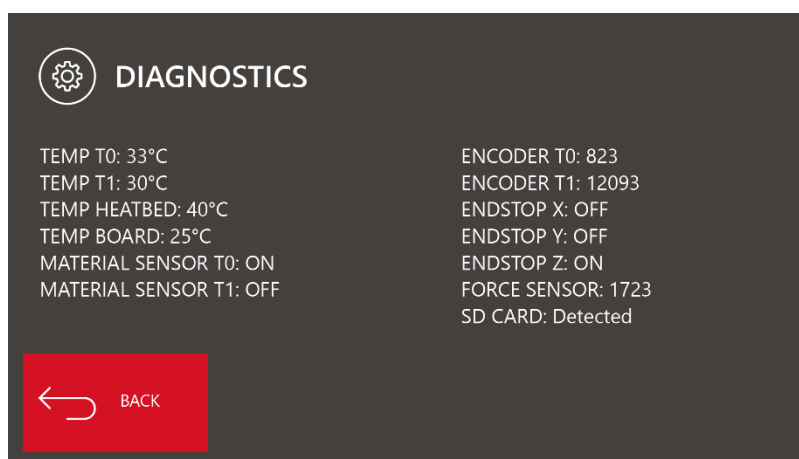 DIAGNOSTICS
TEMP T0: 33°C
TEMP T1: 30°C
TEMP HEATBED: 40°C
TEMP BOARD: 25°C
MATERIAL SENSOR T0: ON
MATERIAL SENSOR T1: OFF
ENCODER T0: 823
ENCODER T1: 12093
ENDSTOP X: OFF
ENDSTOP Y: OFF
ENDSTOP Z: ON
FORCE SENSOR: 1723
SD CARD: Detected
BACK